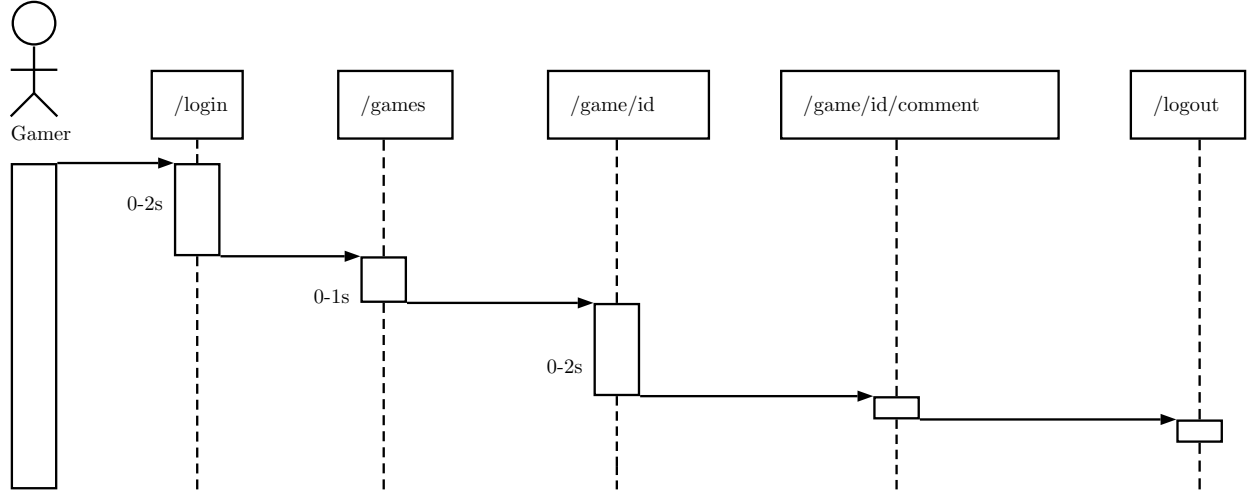 /login
/games
/game/id
/game/id/comment
/logout
Gamer
0-2s
0-1s
0-2s